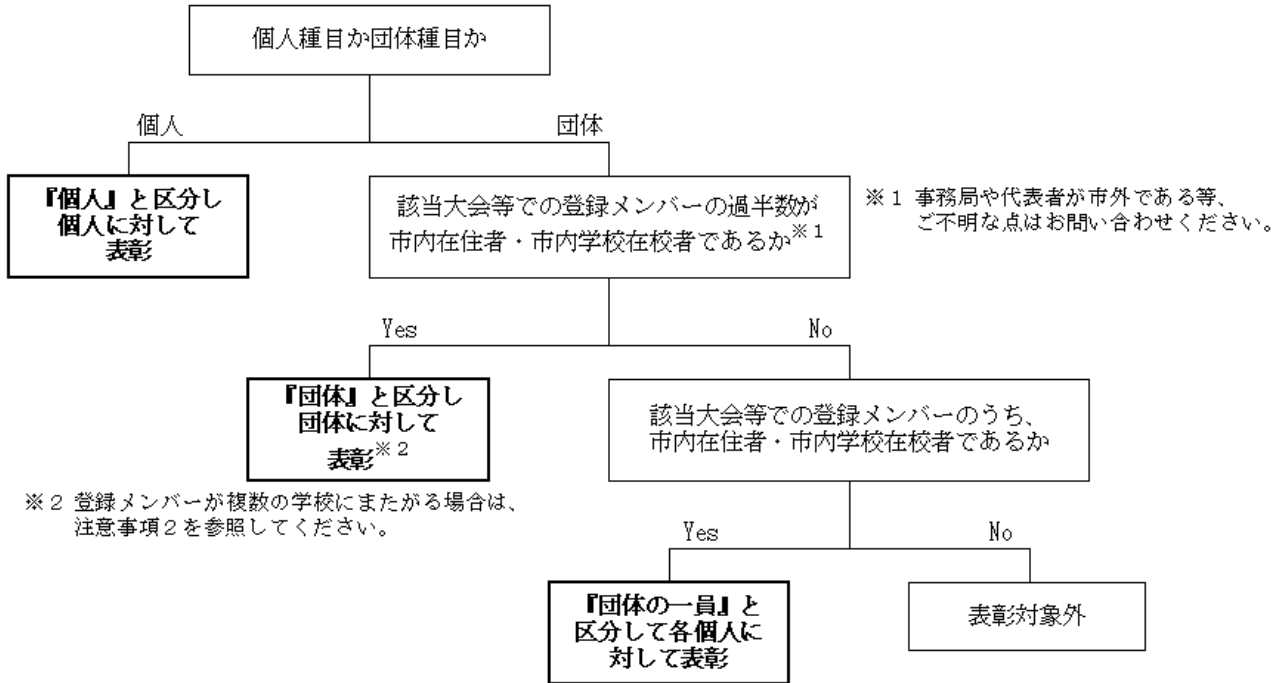 個人種目か団体種目か
個人
団体
『個人』と区分し
個人に対して
表彰
該当大会等での登録メンバーの過半数が
市内在住者・市内学校在校者であるか※1
※1 事務局や代表者が市外である等、
ご不明な点はお問い合わせください。
Yes
No
『団体』と区分し
団体に対して
表彰※2
該当大会等での登録メンバーのうち、
市内在住者・市内学校在校者であるか
※2 登録メンバーが複数の学校にまたがる場合は、
注意事項2を参照してください。
Yes
No
『団体の一員』と
区分して各個人に
対して表彰
表彰対象外